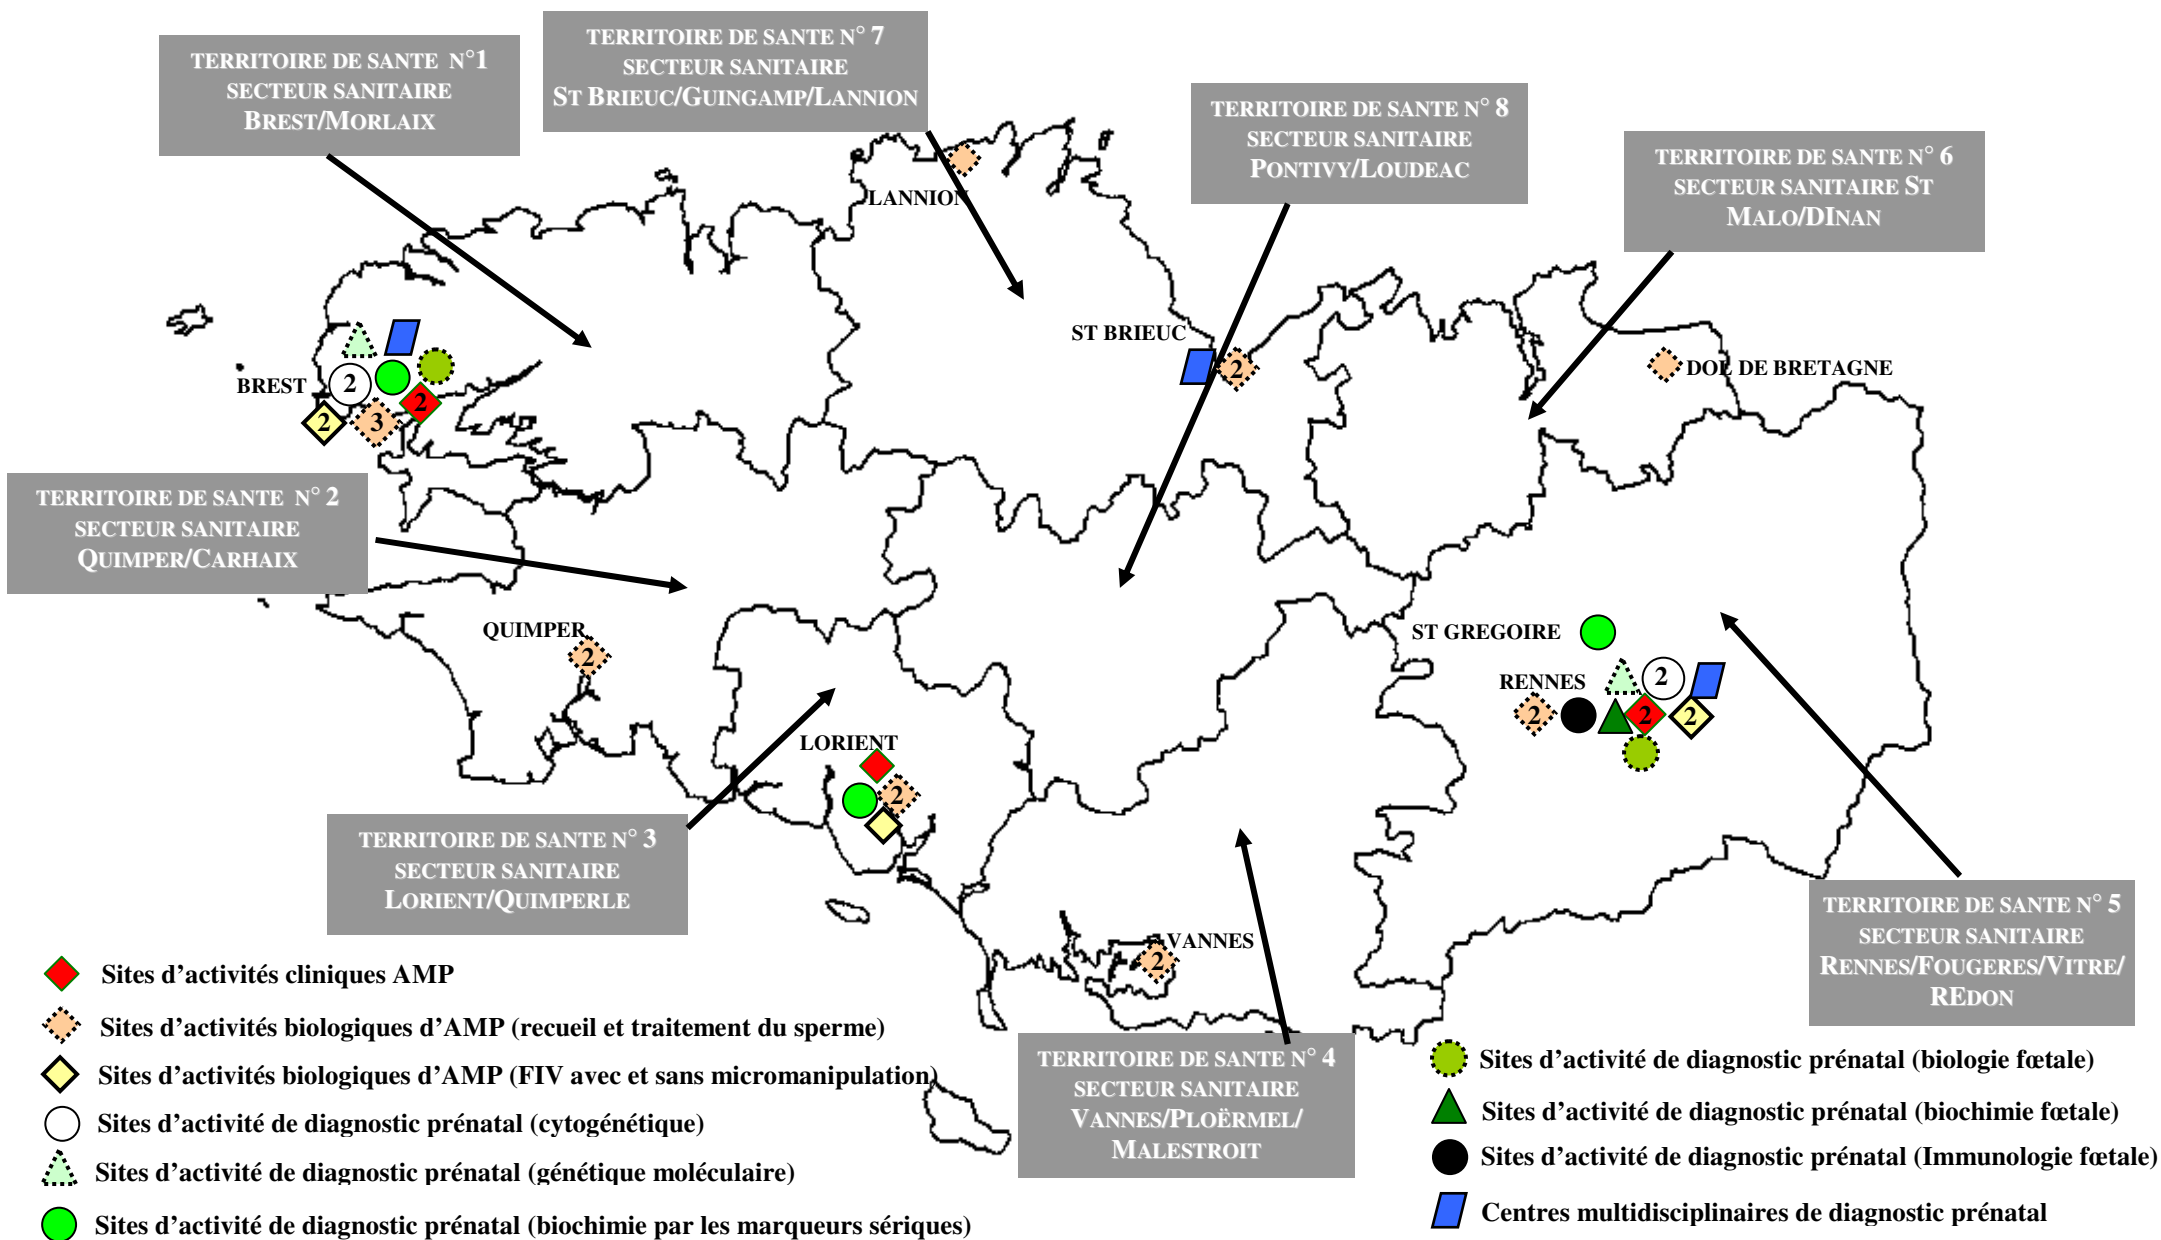 TERRITOIRE DE SANTE N°1
SECTEUR SANITAIRE
BREST/MORLAIX
TERRITOIRE DE SANTE N° 7
SECTEUR SANITAIRE
ST BRIEUC/GUINGAMP/LANNION
TERRITOIRE DE SANTE N° 8
SECTEUR SANITAIRE
PONTIVY/LOUDEAC
TERRITOIRE DE SANTE N° 6
SECTEUR SANITAIRE ST
MALO/DINAN
LANNION
ST BRIEUC
2
DOL DE BRETAGNE
BREST
2
2
2
3
TERRITOIRE DE SANTE N° 2
SECTEUR SANITAIRE
QUIMPER/CARHAIX
QUIMPER
2
ST GREGOIRE
RENNES
2
2
2
2
LORIENT
2
TERRITOIRE DE SANTE N° 3
SECTEUR SANITAIRE
LORIENT/QUIMPERLE
VANNES
2
TERRITOIRE DE SANTE N° 5
SECTEUR SANITAIRE
RENNES/FOUGERES/VITRE/
REDON
TERRITOIRE DE SANTE N° 4
SECTEUR SANITAIRE
VANNES/PLOËRMEL/
MALESTROIT
Sites d'activités cliniques AMP
Sites d'activités biologiques d'AMP (recueil et traitement du sperme)
Sites d'activités biologiques d'AMP (FIV avec et sans micromanipulation)
Sites d'activité de diagnostic prénatal (cytogénétique)
Sites d'activité de diagnostic prénatal (génétique moléculaire)
Sites d'activité de diagnostic prénatal (biochimie par les marqueurs sériques)
Sites d'activité de diagnostic prénatal (biologie fœtale)
Sites d'activité de diagnostic prénatal (biochimie fœtale)
Sites d'activité de diagnostic prénatal (Immunologie fœtale)
Centres multidisciplinaires de diagnostic prénatal